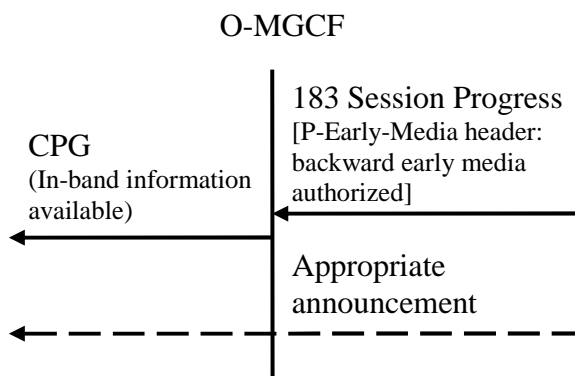 O-MGCF
183 Session Progress
[P-Early-Media header:
backward early media
authorized]
CPG
(In-band information
available)
Appropriate
announcement